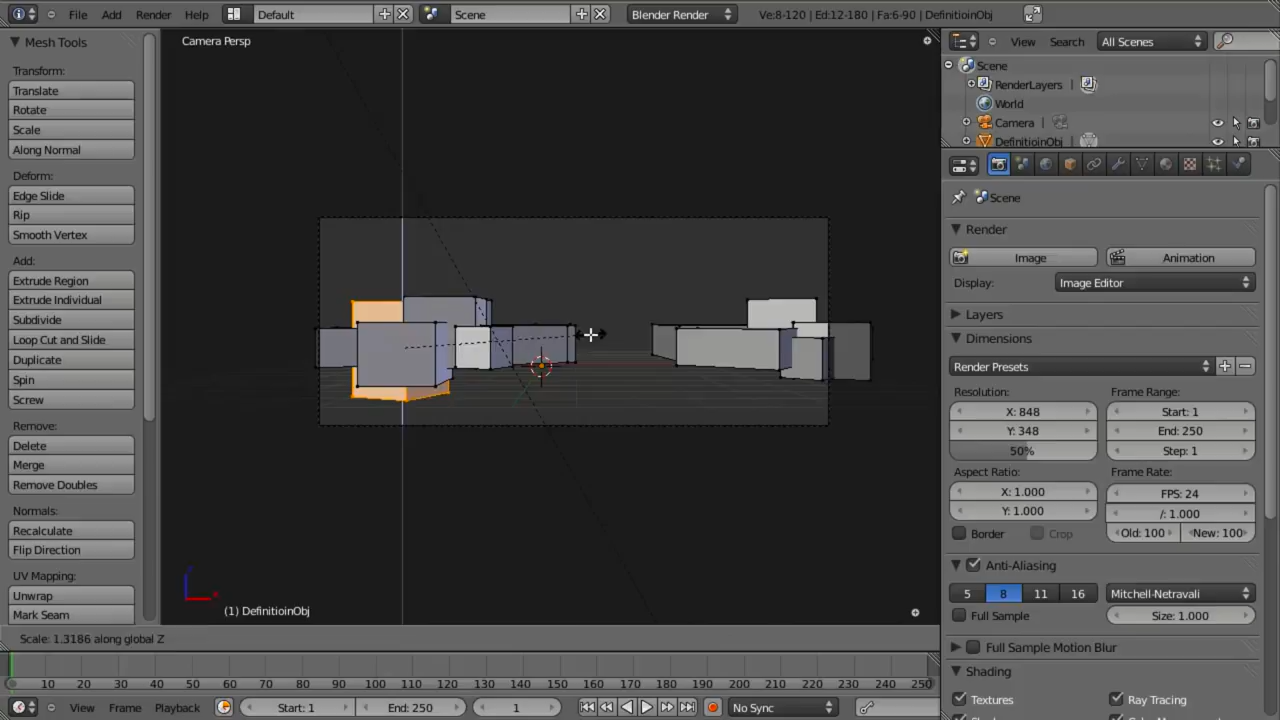 File Add Render Help Default Scene Blender Render Ve:8-120 | Ed:12-180 | Fa:6-90 | DefinitioinObj
Mesh Tools
Transform:
Translate
Rotate
Scale
Along Normal
Deform:
Edge Slide
Rip
Smooth Vertex
Add:
Extrude Region
Extrude Individual
Subdivide
Loop Cut and Slide
Duplicate
Spin
Screw
Remove:
Delete
Merge
Remove Doubles
Normals:
Recalculate
Flip Direction
UV Mapping:
Unwrap
Mark Seam
Camera Persp
(1) DefinitioinObj
Scale: 1.3186 along global Z
10 20 30 40 50 60 70 80 90 100 110 120 130 140 150 160 170 180 190 200 210 220 230 240 250
View Frame Playback Start: 1 End: 250 1 No Sync
View Search All Scenes
Scene
RenderLayers |
World
Camera |
DefinitioinObj
Scene
Render
Image Animation
Display: Image Editor
Layers
Dimensions
Render Presets
Resolution: Frame Range:
X: 848 Start: 1
Y: 348 End: 250
50% Step: 1
Aspect Ratio: Frame Rate:
X: 1.000 FPS: 24
Y: 1.000 /: 1.000
Border Crop Old: 100 New: 100
Anti-Aliasing
5 8 11 16 Mitchell-Netravali
Full Sample Size: 1.000
Full Sample Motion Blur
Shading
Textures Ray Tracing